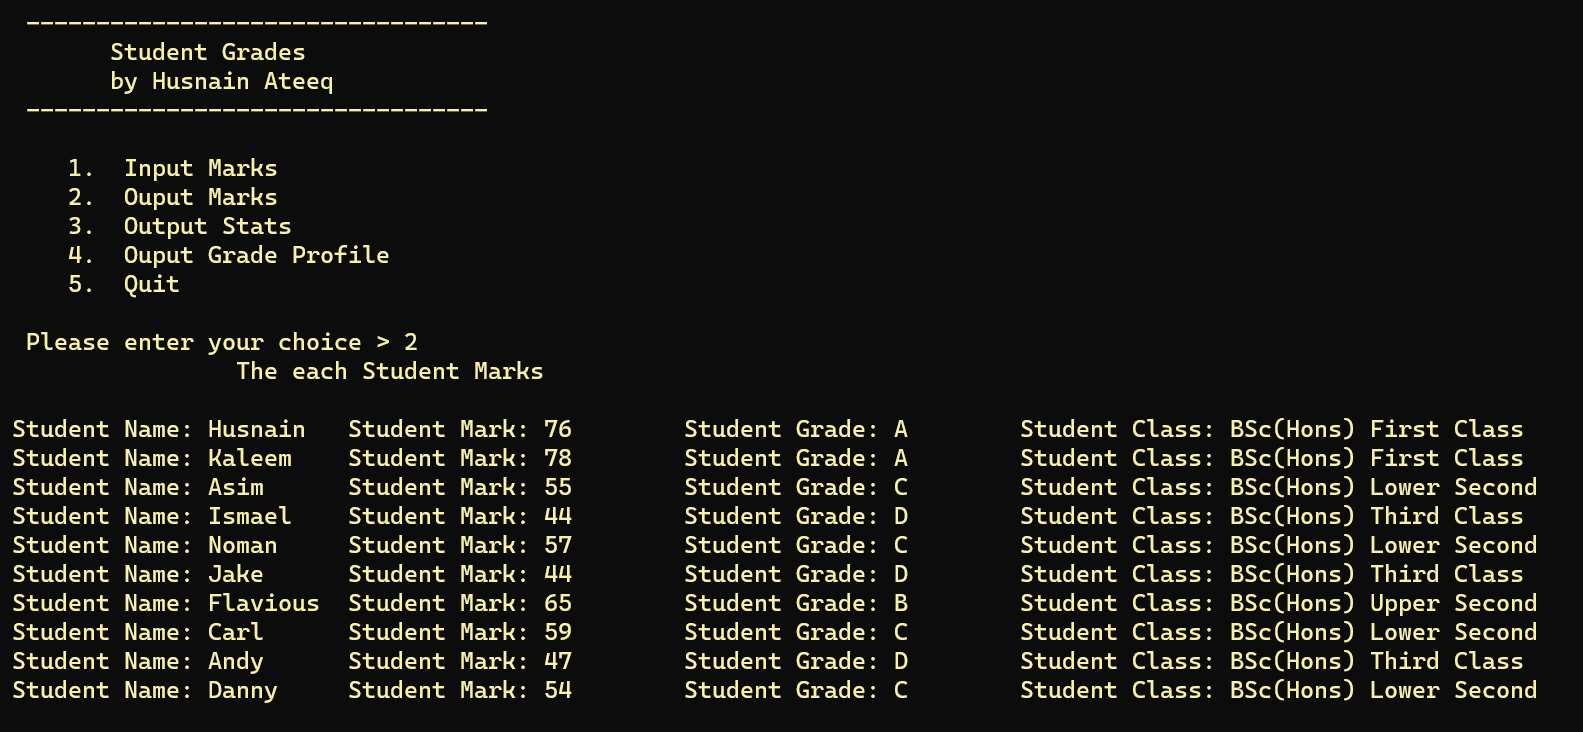 ---------------------------------
Student Grades
by Husnain Ateeq
---------------------------------
1. Input Marks
2. Ouput Marks
3. Output Stats
4. Ouput Grade Profile
5. Quit
Please enter your choice > 2
The each Student Marks
Student Name: Husnain Student Mark: 76 Student Grade: A Student Class: BSc(Hons) First Class
Student Name: Kaleem Student Mark: 78 Student Grade: A Student Class: BSc(Hons) First Class
Student Name: Asim Student Mark: 55 Student Grade: C Student Class: BSc(Hons) Lower Second
Student Name: Ismael Student Mark: 44 Student Grade: D Student Class: BSc(Hons) Third Class
Student Name: Noman Student Mark: 57 Student Grade: C Student Class: BSc(Hons) Lower Second
Student Name: Jake Student Mark: 44 Student Grade: D Student Class: BSc(Hons) Third Class
Student Name: Flavious Student Mark: 65 Student Grade: B Student Class: BSc(Hons) Upper Second
Student Name: Carl Student Mark: 59 Student Grade: C Student Class: BSc(Hons) Lower Second
Student Name: Andy Student Mark: 47 Student Grade: D Student Class: BSc(Hons) Third Class
Student Name: Danny Student Mark: 54 Student Grade: C Student Class: BSc(Hons) Lower Second